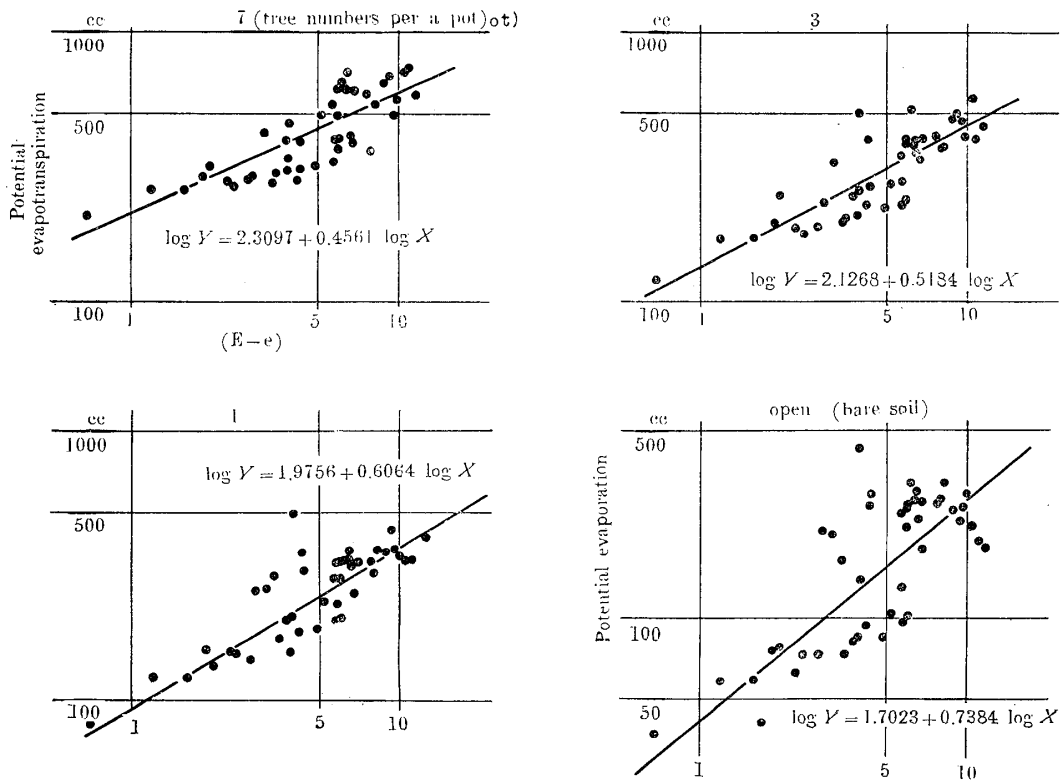 cc 7 (tree numbers per a pot)ot)
1000
500
100
Potential
evapotranspiration
log Y = 2.3097+0.4561 log X
1 5 10
(E−e)
3
1000
500
100
log Y = 2.1268+0.5184 log X
1 5 10
cc 1
1000
log Y = 1.9756+0.6064 log X
500
100
1 5 10
cc open (bare soil)
500
Potential evaporation
100
50
log Y = 1.7023+0.7384 log X
1 5 10